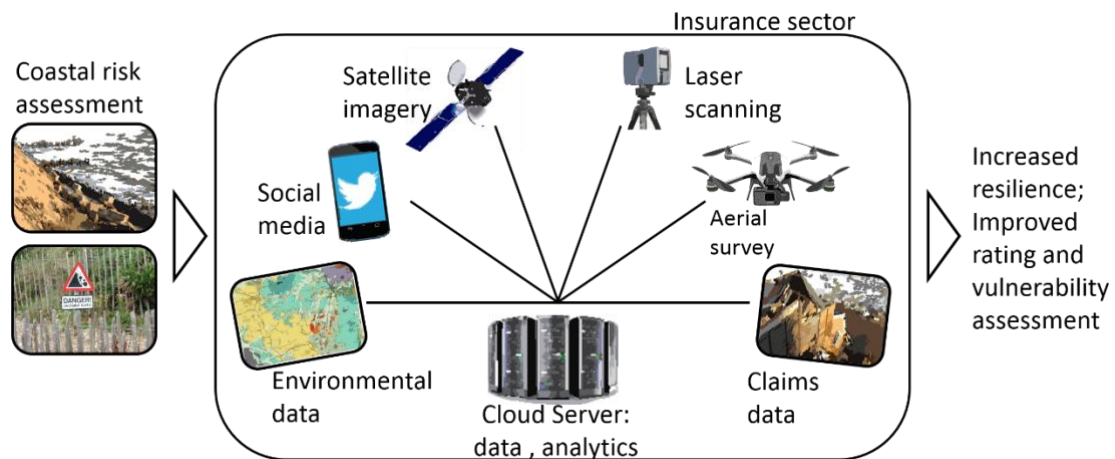 Insurance sector
Coastal risk
assessment
Satellite
imagery
Laser
scanning
Social
media
Aerial
survey
Increased
resilience;
Improved
rating and
vulnerability
assessment
DANGER!
Environmental
data
Claims
data
Cloud Server:
data , analytics